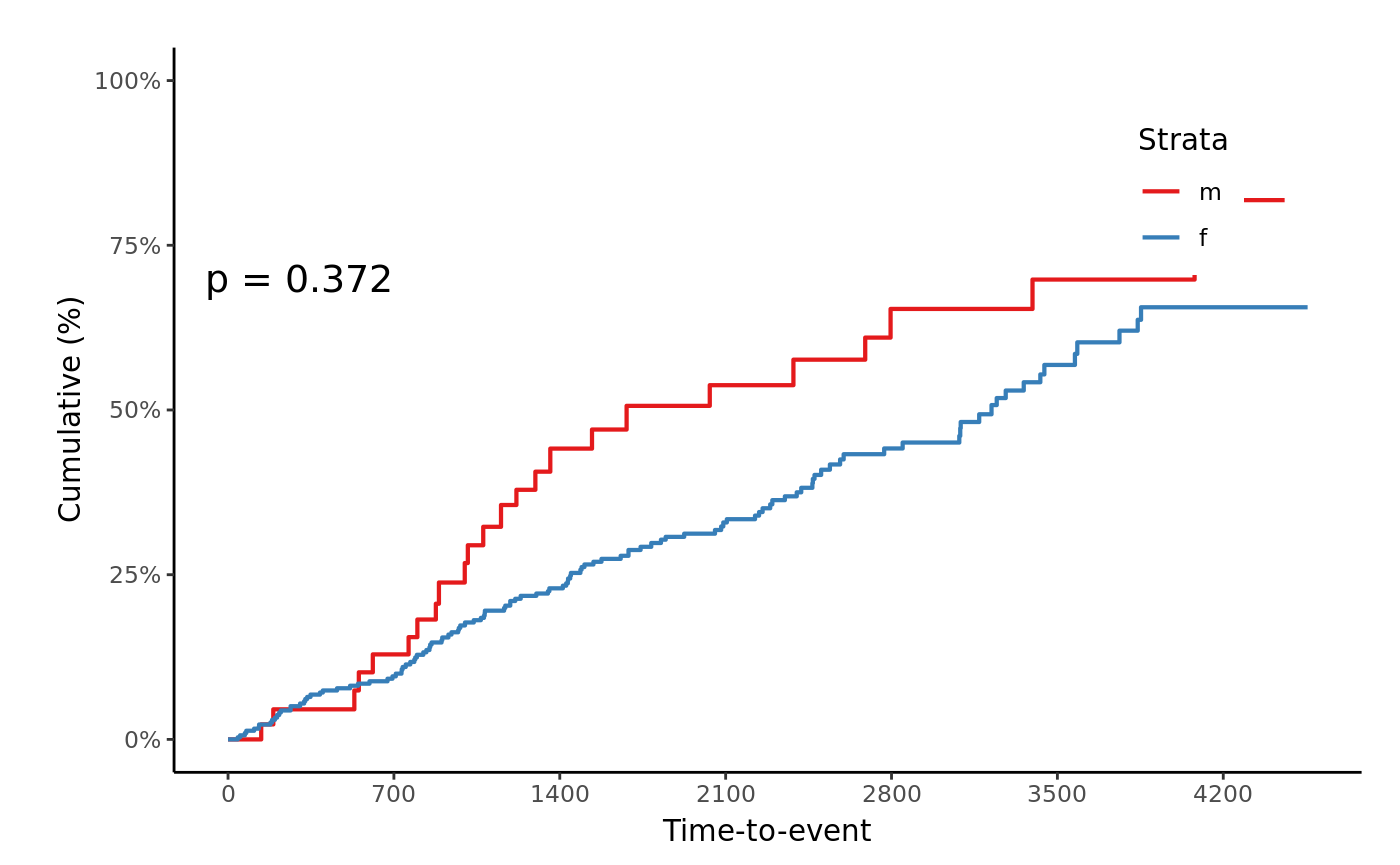 100%
Strata
m
f
75%
p = 0.372
50%
25%
0%
Cumulative (%)
0 700 1400 2100 2800 3500 4200
Time-to-event